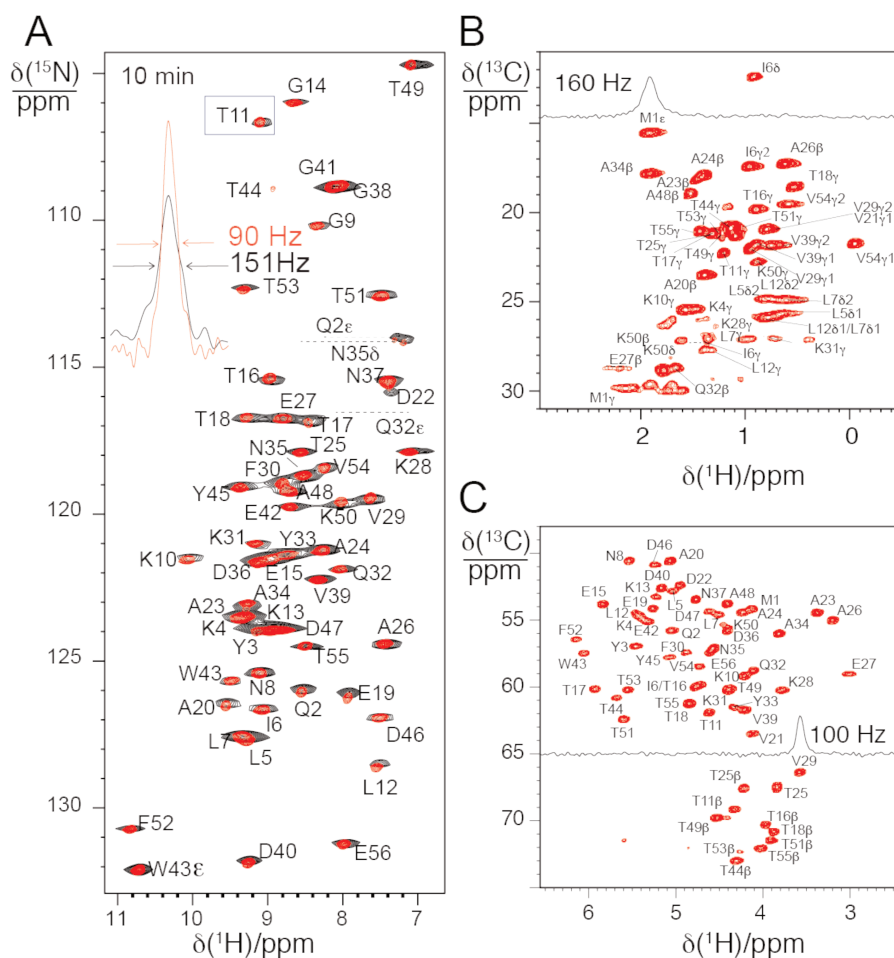 A
δ(¹⁵N)
ppm
10 min
T11
G14
T49
G41
G38
T44
G9
110
90 Hz
151Hz
T53
T51
Q2ε
N35δ
114
T16
N37
D22
E27
T18
T17
Q32ε
T25
N35
F30
V54
K28
Y45
A48
E42
K50
V29
120
K31
Y33
K10
A24
D36
E15
Q32
V39
A34
A23
K13
K4
D47
Y3
T55
A26
W43
N8
Q2
E19
A20
I6
D46
L7
L5
L12
130
F52
D40
E56
W43ε
11
10
9
8
7
δ(¹H)/ppm
B
δ(¹³C)
ppm
160 Hz
I6δ
M1ε
A34β
A24β
I6γ2
A26β
A23β
T18γ
A48β
T44γ
T16γ
V54γ2
20
T53γ
V29γ2
T51γ
V21γ1
T55γ
T25γ
V39γ2
T17γ
T49γ
V39γ1
V54γ1
T11γ
K50γ
V29γ1
A20β
L5δ2
L12δ2
25
K10γ
K4γ
L7δ2
L5δ1
K28γ
L12δ1/L7δ1
K50β
L7γ
K31γ
K50δ
I6γ
E27β
L12γ
30
M1γ
Q32β
2
1
0
δ(¹H)/ppm
C
δ(¹³C)
ppm
N8
D46
A20
D40
K13
D22
E15
E19
L5
N37
A48
M1
A23
L12
D47
A24
A26
55
K4
E42
L7
K50
D36
A34
F52
Q2
Y3
F30
N35
W43
Y45
E56
Q32
E27
V54
K10
T17
T53
I6/T16
T49
K28
60
T44
K31
Y33
T55
T51
T18
T11
V39
V21
100 Hz
65
V29
T25β
T25
T11β
70
T49β
T16β
T18β
T51β
T53β
T55β
T44β
6
5
4
3
δ(¹H)/ppm